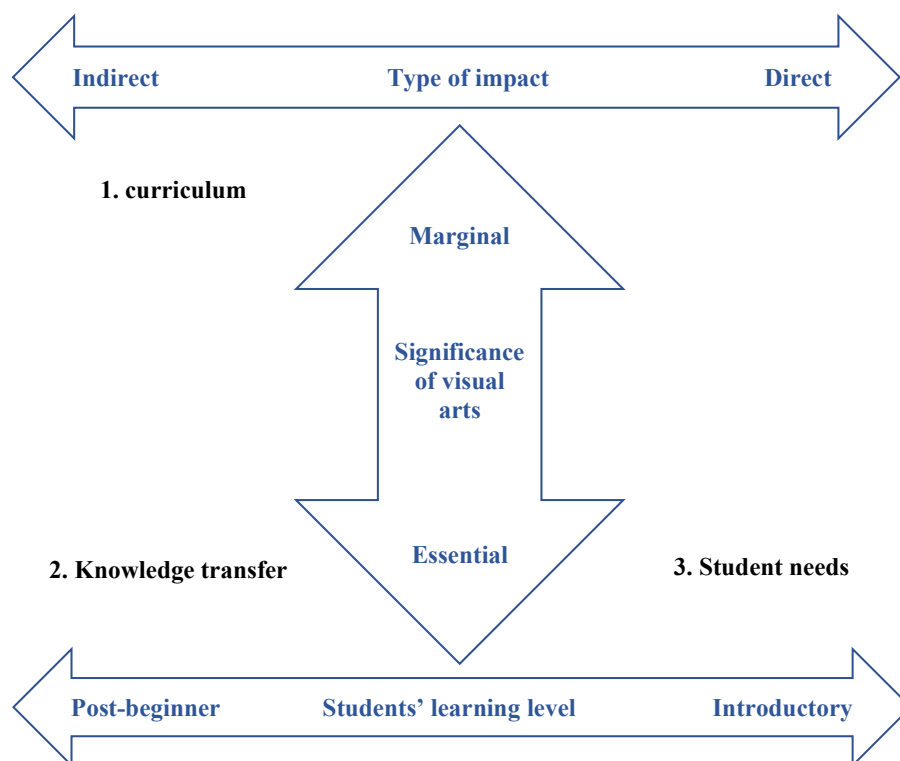 Indirect Type of impact Direct
1. curriculum
Marginal
Significance
of visual
arts
Essential
2. Knowledge transfer
3. Student needs
Post-beginner Students’ learning level Introductory